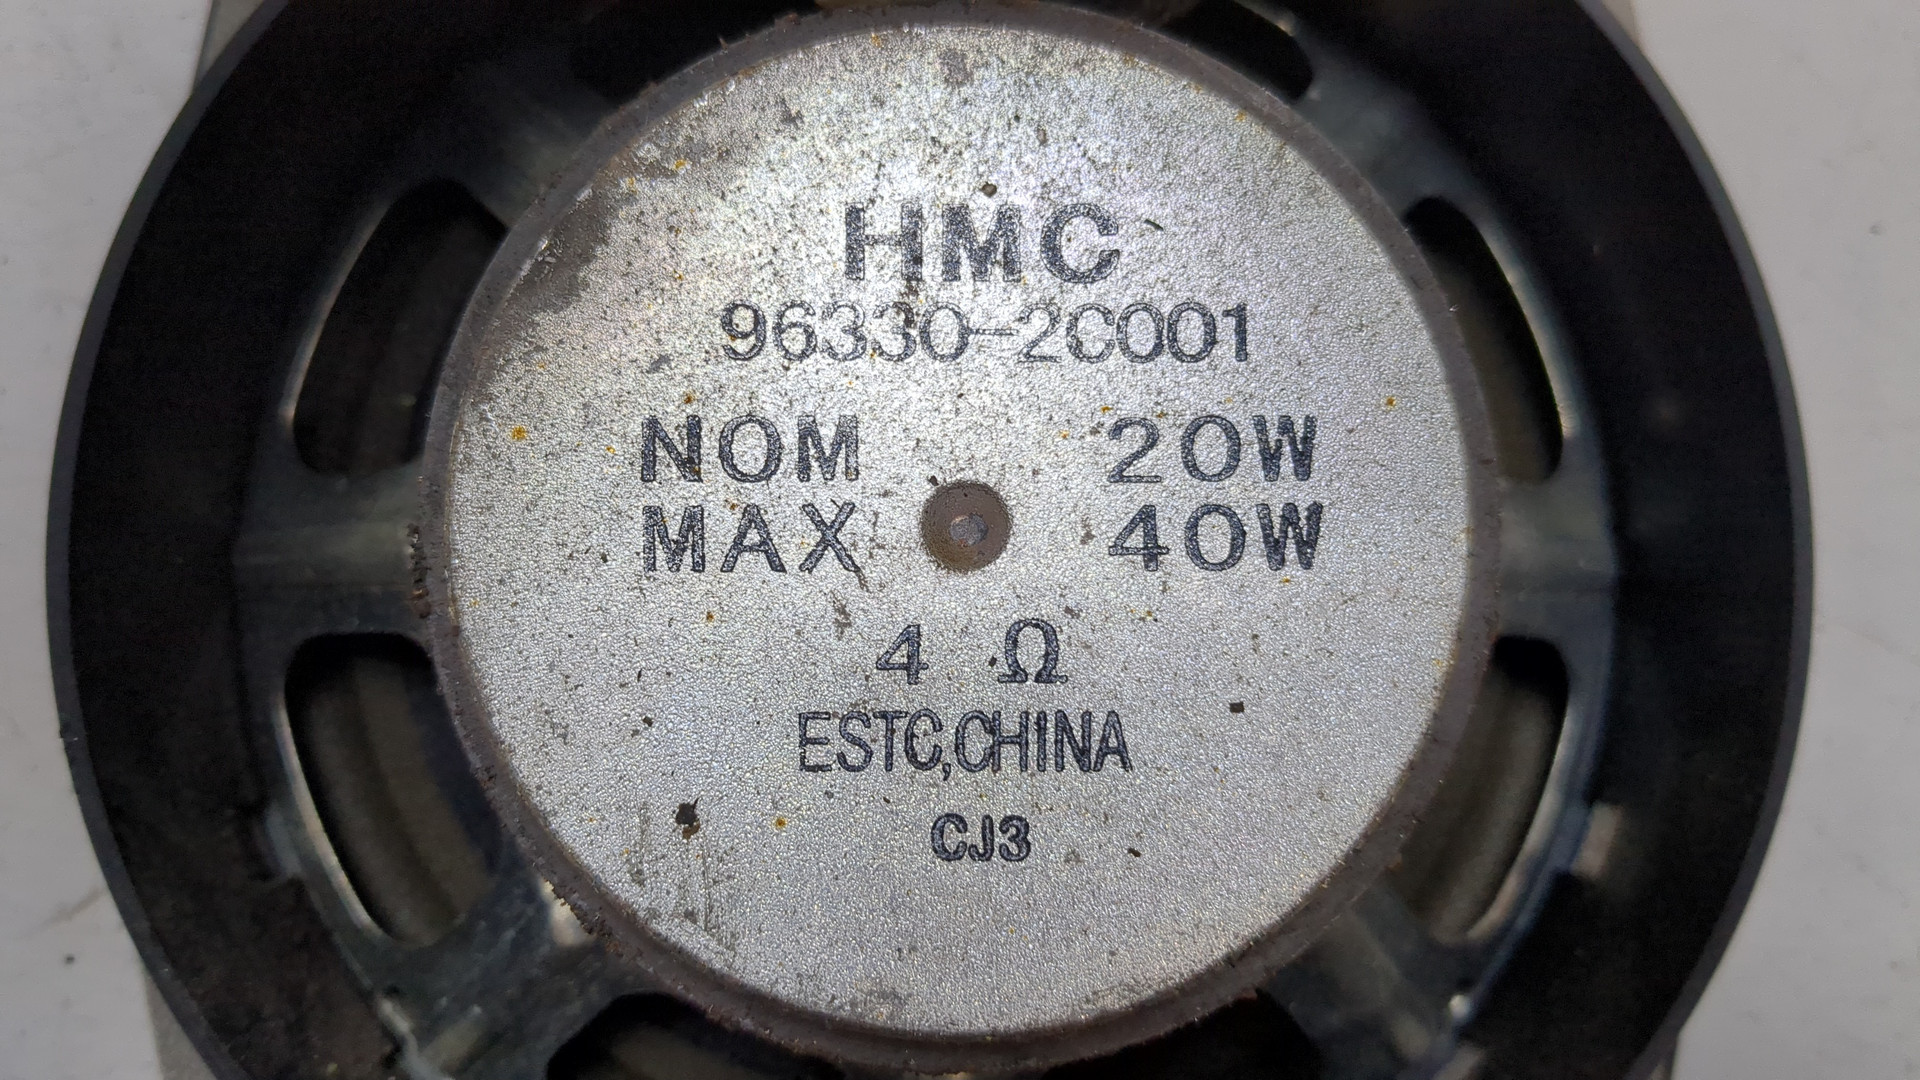 HMC
96330-2C001
NOM 20W
MAX 40W
4 Ω
ESTC,CHINA
CJ3